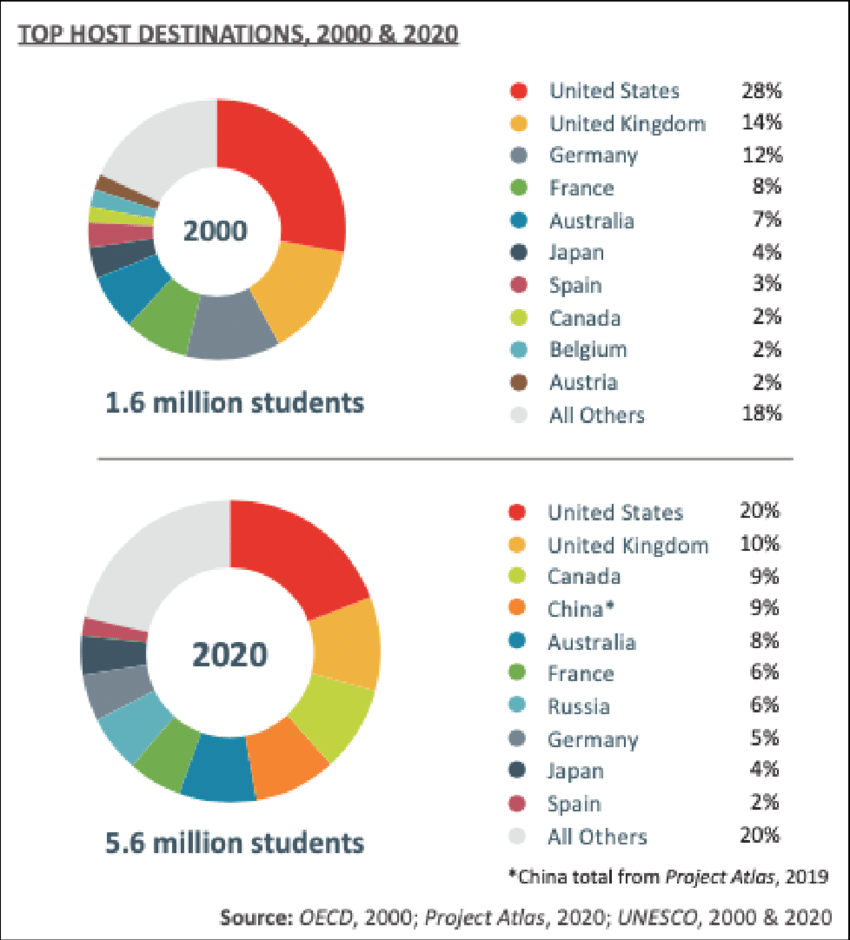 TOP HOST DESTINATIONS, 2000 & 2020
2000
1.6 million students
United States 28%
United Kingdom 14%
Germany 12%
France 8%
Australia 7%
Japan 4%
Spain 3%
Canada 2%
Belgium 2%
Austria 2%
All Others 18%
2020
5.6 million students
United States 20%
United Kingdom 10%
Canada 9%
China* 9%
Australia 8%
France 6%
Russia 6%
Germany 5%
Japan 4%
Spain 2%
All Others 20%
*China total from Project Atlas, 2019
Source: OECD, 2000; Project Atlas, 2020; UNESCO, 2000 & 2020